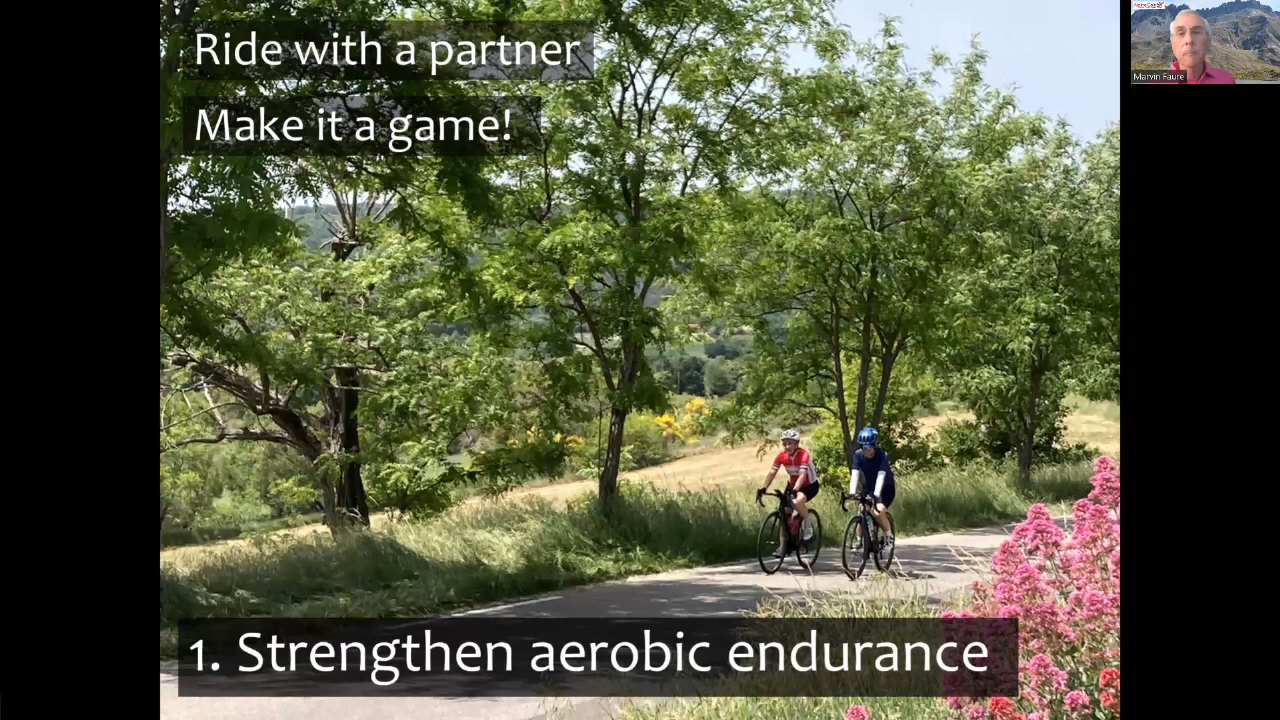 Ride with a partner
Make it a game!
1. Strengthen aerobic endurance
Marvin Faure